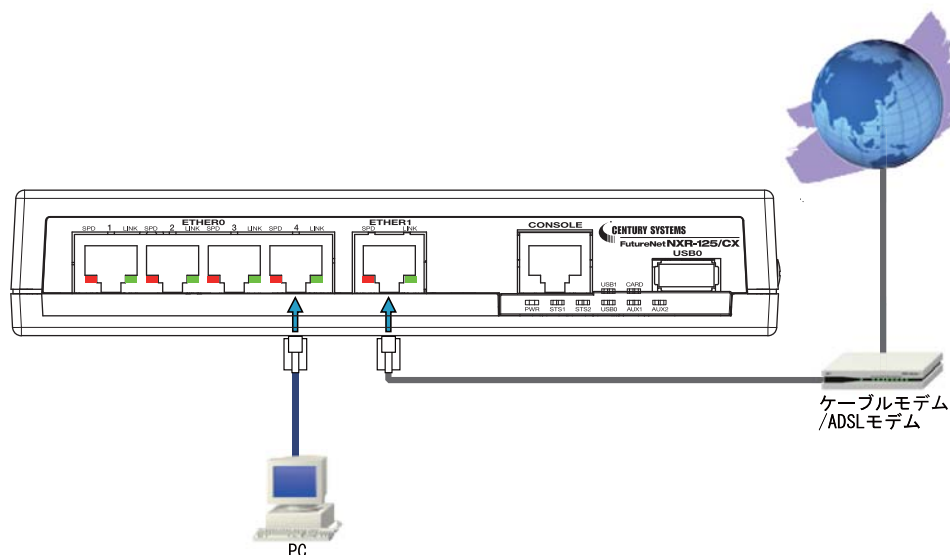 ETHER0
SPD 1 LINK SPD 2 LINK SPD 3 LINK SPD 4 LINK
ETHER1
SPD LINK
CONSOLE
CENTURY SYSTEMS
FutureNet NXR-125/CX
USB0
USB1 CARD
PWR STS1 STS2 USB0 AUX1 AUX2
ケーブルモデム
/ADSLモデム
PC